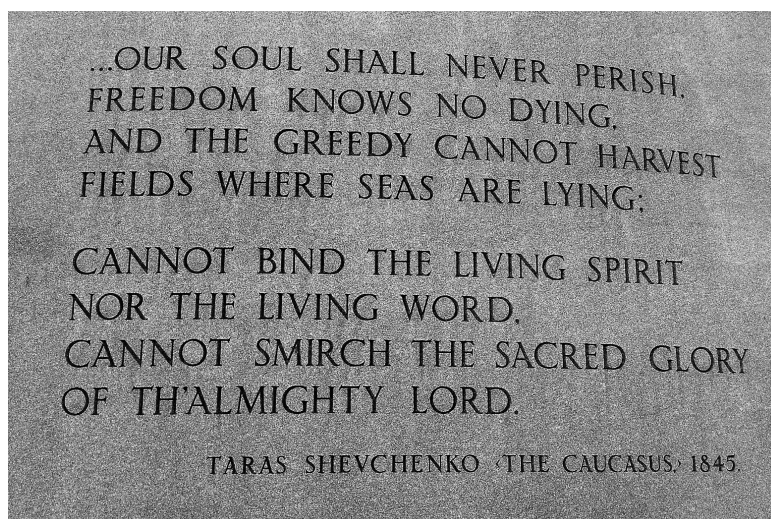 ...OUR SOUL SHALL NEVER PERISH.
FREEDOM KNOWS NO DYING,
AND THE GREEDY CANNOT HARVEST
FIELDS WHERE SEAS ARE LYING;
CANNOT BIND THE LIVING SPIRIT
NOR THE LIVING WORD.
CANNOT SMIRCH THE SACRED GLORY
OF TH'ALMIGHTY LORD.
TARAS SHEVCHENKO ‹THE CAUCASUS,› 1845.